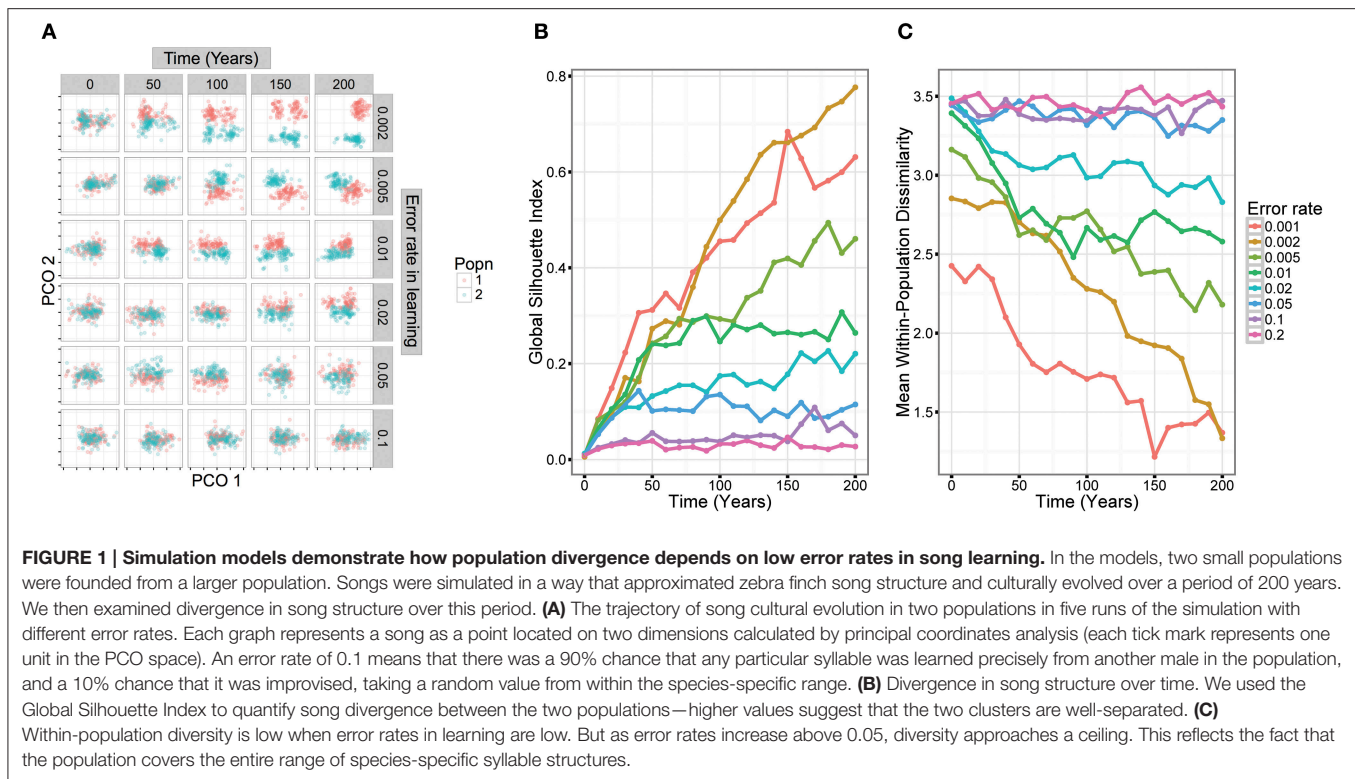 A
Time (Years)
0 50 100 150 200
0.002
0.005
0.01
0.02
0.05
0.1
Error rate in learning
PCO 2
PCO 1
Popn
1
2
B
0.8
0.6
0.4
0.2
0.0
Global Silhouette Index
0 50 100 150 200
Time (Years)
C
3.5
3.0
2.5
2.0
1.5
Mean Within-Population Dissimilarity
0 50 100 150 200
Time (Years)
Error rate
0.001
0.002
0.005
0.01
0.02
0.05
0.1
0.2
FIGURE 1 | Simulation models demonstrate how population divergence depends on low error rates in song learning. In the models, two small populations
were founded from a larger population. Songs were simulated in a way that approximated zebra finch song structure and culturally evolved over a period of 200 years.
We then examined divergence in song structure over this period. (A) The trajectory of song cultural evolution in two populations in five runs of the simulation with
different error rates. Each graph represents a song as a point located on two dimensions calculated by principal coordinates analysis (each tick mark represents one
unit in the PCO space). An error rate of 0.1 means that there was a 90% chance that any particular syllable was learned precisely from another male in the population,
and a 10% chance that it was improvised, taking a random value from within the species-specific range. (B) Divergence in song structure over time. We used the
Global Silhouette Index to quantify song divergence between the two populations—higher values suggest that the two clusters are well-separated. (C)
Within-population diversity is low when error rates in learning are low. But as error rates increase above 0.05, diversity approaches a ceiling. This reflects the fact that
the population covers the entire range of species-specific syllable structures.